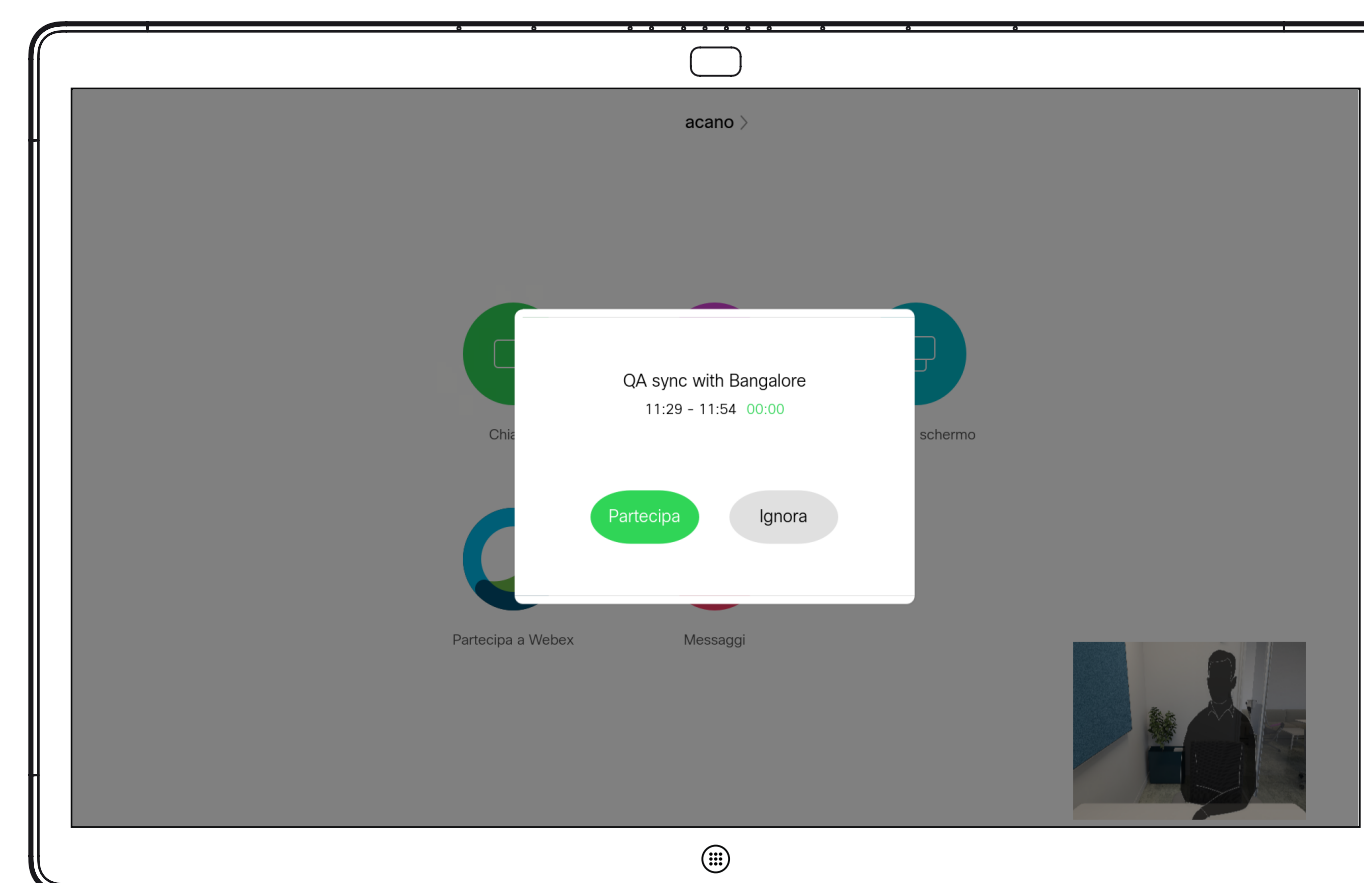 acano
QA sync with Bangalore
11:29 - 11:54 00:00
Chia
schermo
Partecipa
Ignora
Partecipa a Webex
Messaggi